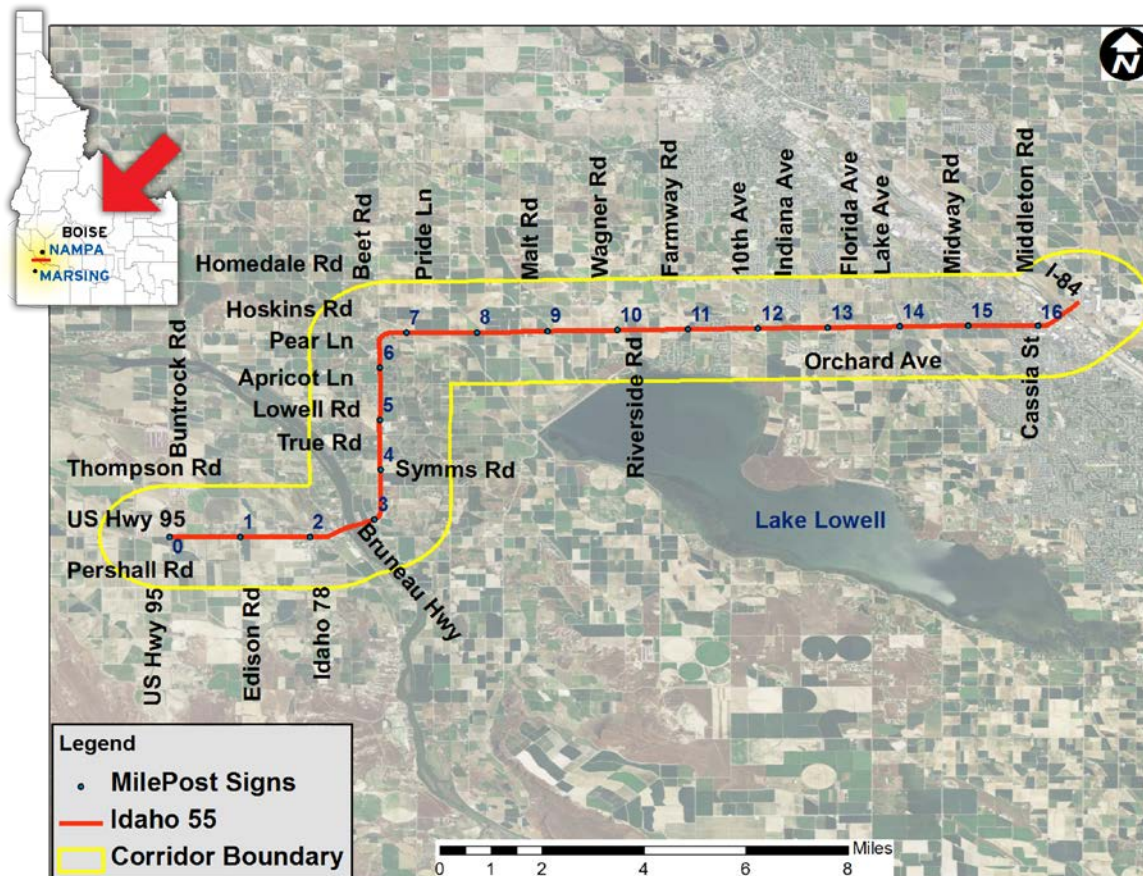 N
BOISE
NAMPA
MARSING
Beet Rd
Pride Ln
Malt Rd
Wagner Rd
Farmway Rd
10th Ave
Indiana Ave
Florida Ave
Lake Ave
Midway Rd
Middleton Rd
Homedale Rd
I-84
Hoskins Rd
7
8
9
10
11
12
13
14
15
16
Buntrock Rd
Pear Ln
6
Orchard Ave
Cassia St
Apricot Ln
Riverside Rd
Lowell Rd
5
True Rd
4
Thompson Rd
Symms Rd
US Hwy 95
0
1
2
3
Lake Lowell
Pershall Rd
Bruneau Hwy
US Hwy 95
Edison Rd
Idaho 78
Legend
MilePost Signs
Idaho 55
Corridor Boundary
Miles
0 1 2 4 6 8